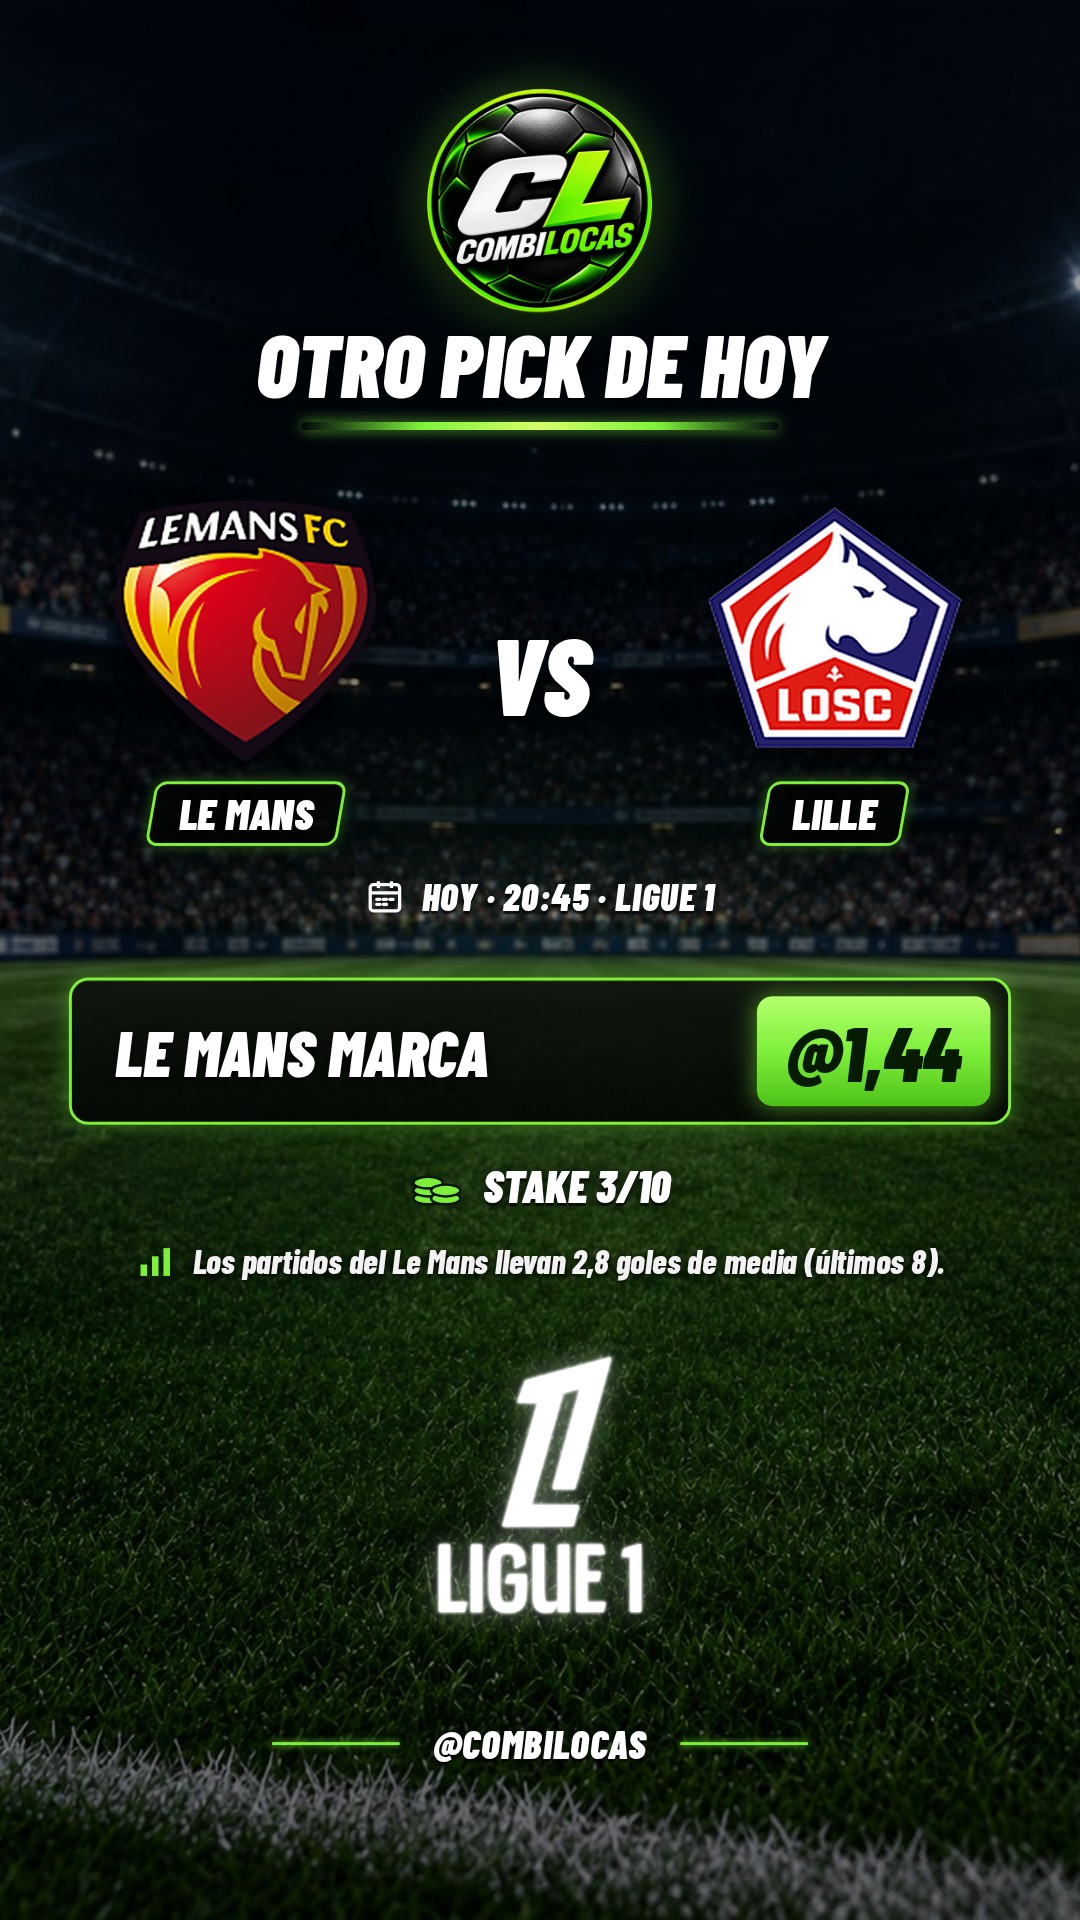 CL
COMBILOCAS
OTRO PICK DE HOY
LEMANS FC
VS
LOSC
LE MANS
LILLE
HOY · 20:45 · LIGUE 1
LE MANS MARCA
@1,44
STAKE 3/10
Los partidos del Le Mans llevan 2,8 goles de media (últimos 8).
LIGUE 1
@COMBILOCAS